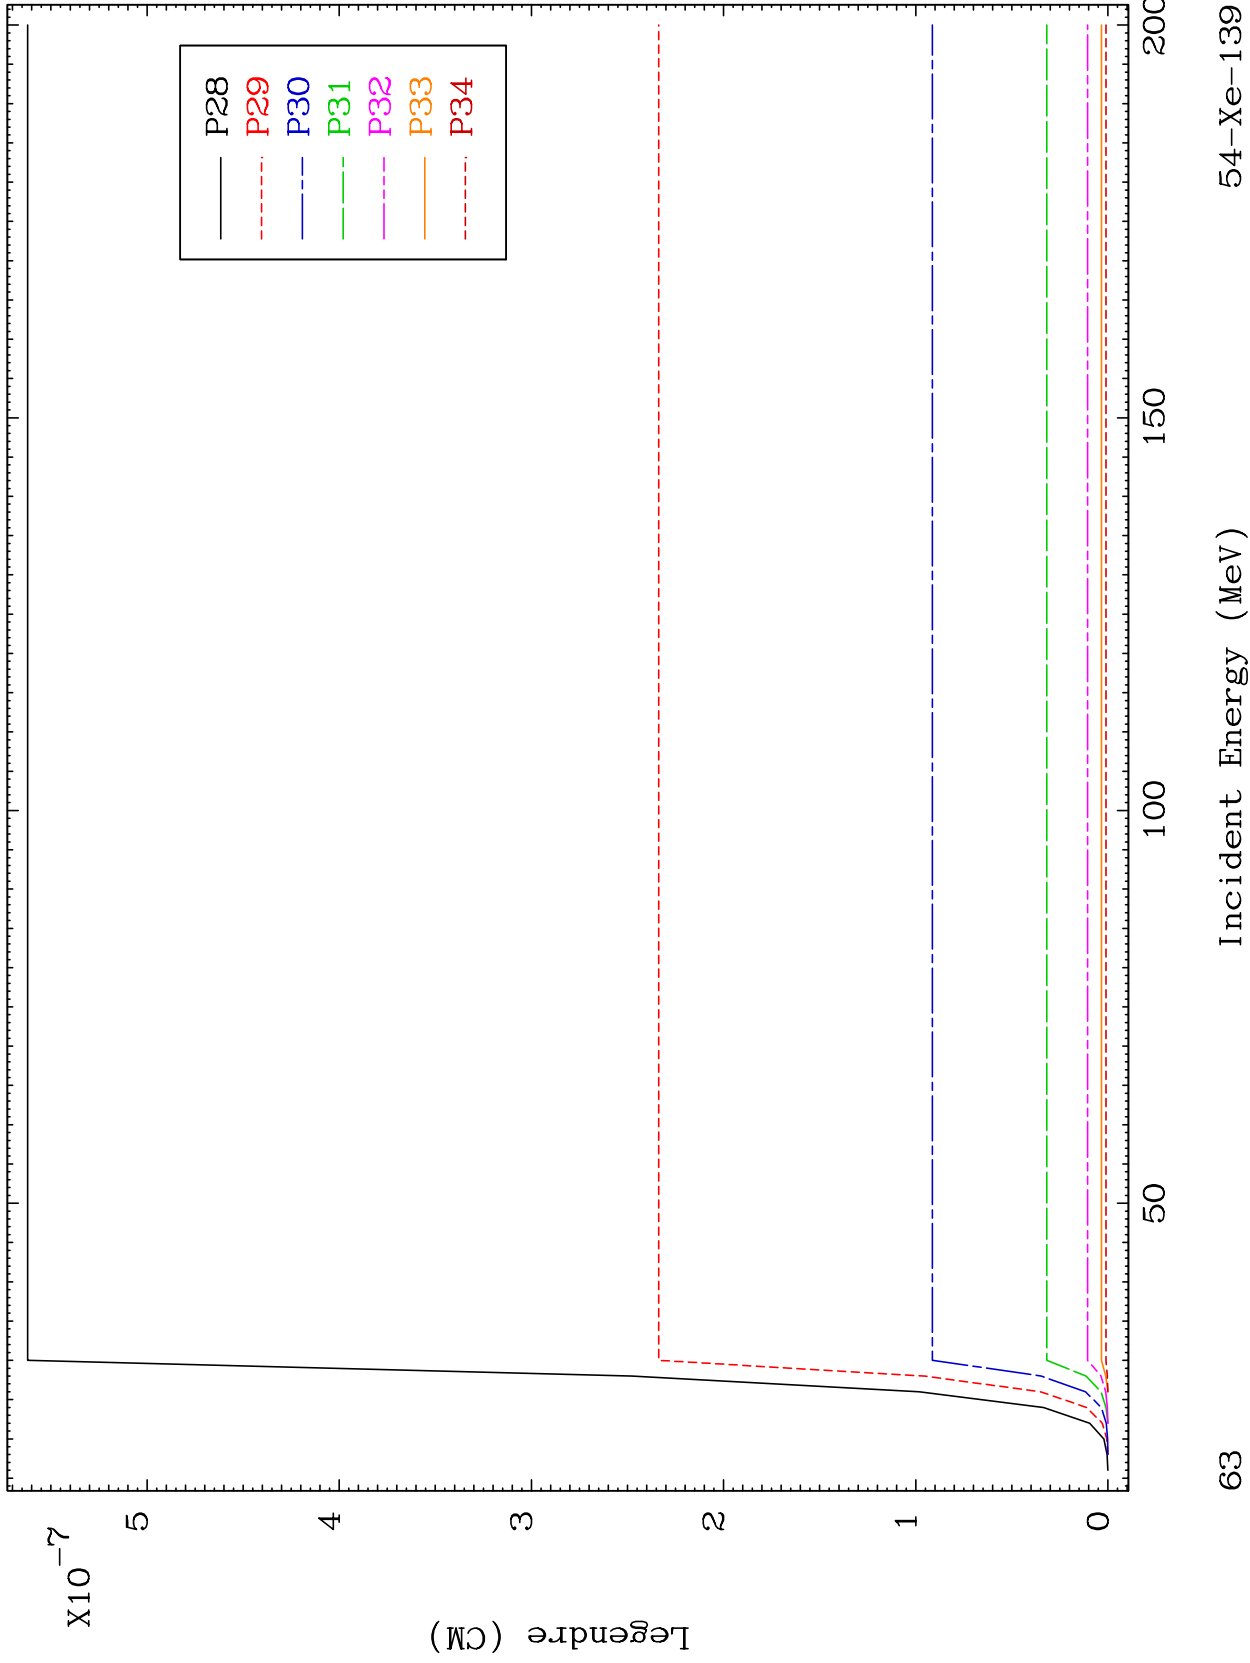 X10⁻⁷
Legendre (CM)
5
4
3
2
1
0
P28
P29
P30
P31
P32
P33
P34
50 100 150 200
63 Incident Energy (MeV) 54-Xe-139